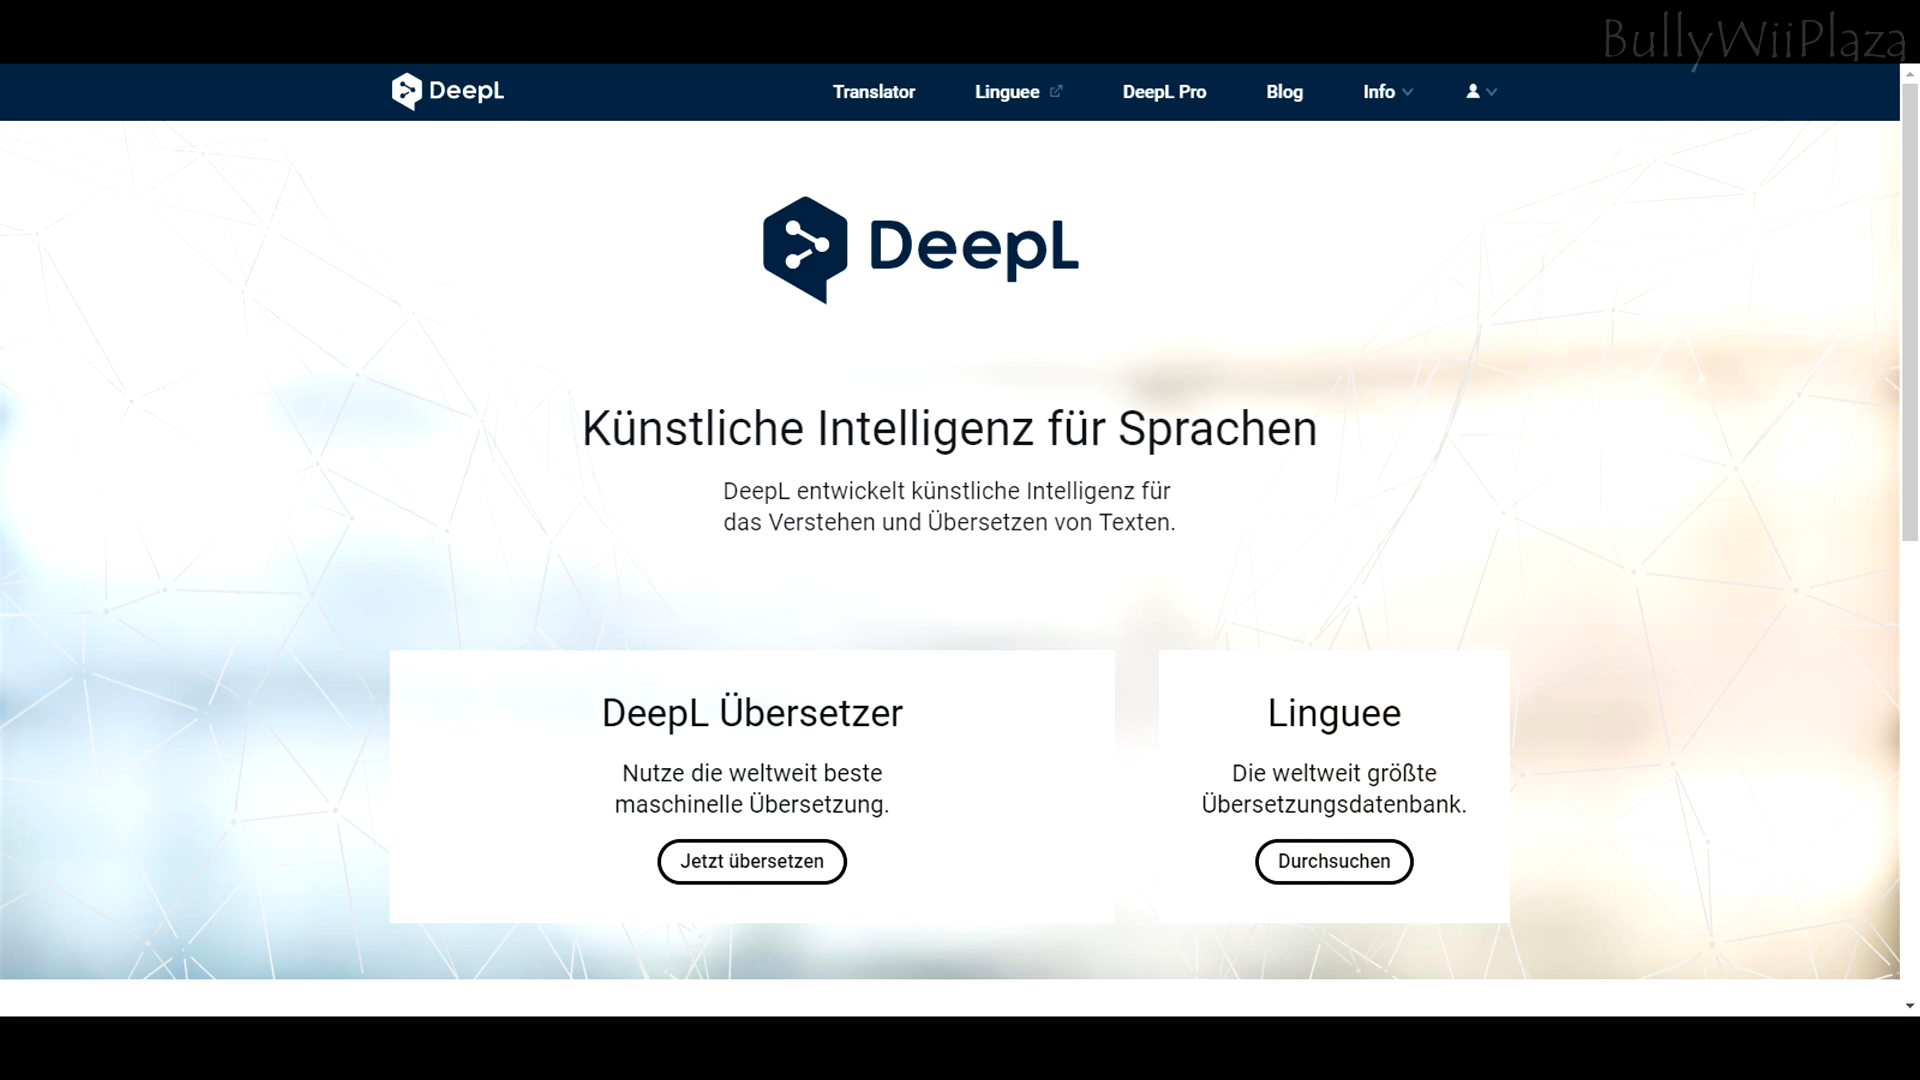 BullyWiiPlaza
DeepL Translator Linguee DeepL Pro Blog Info
DeepL
Künstliche Intelligenz für Sprachen
DeepL entwickelt künstliche Intelligenz für
das Verstehen und Übersetzen von Texten.
DeepL Übersetzer
Nutze die weltweit beste
maschinelle Übersetzung.
Jetzt übersetzen
Linguee
Die weltweit größte
Übersetzungsdatenbank.
Durchsuchen